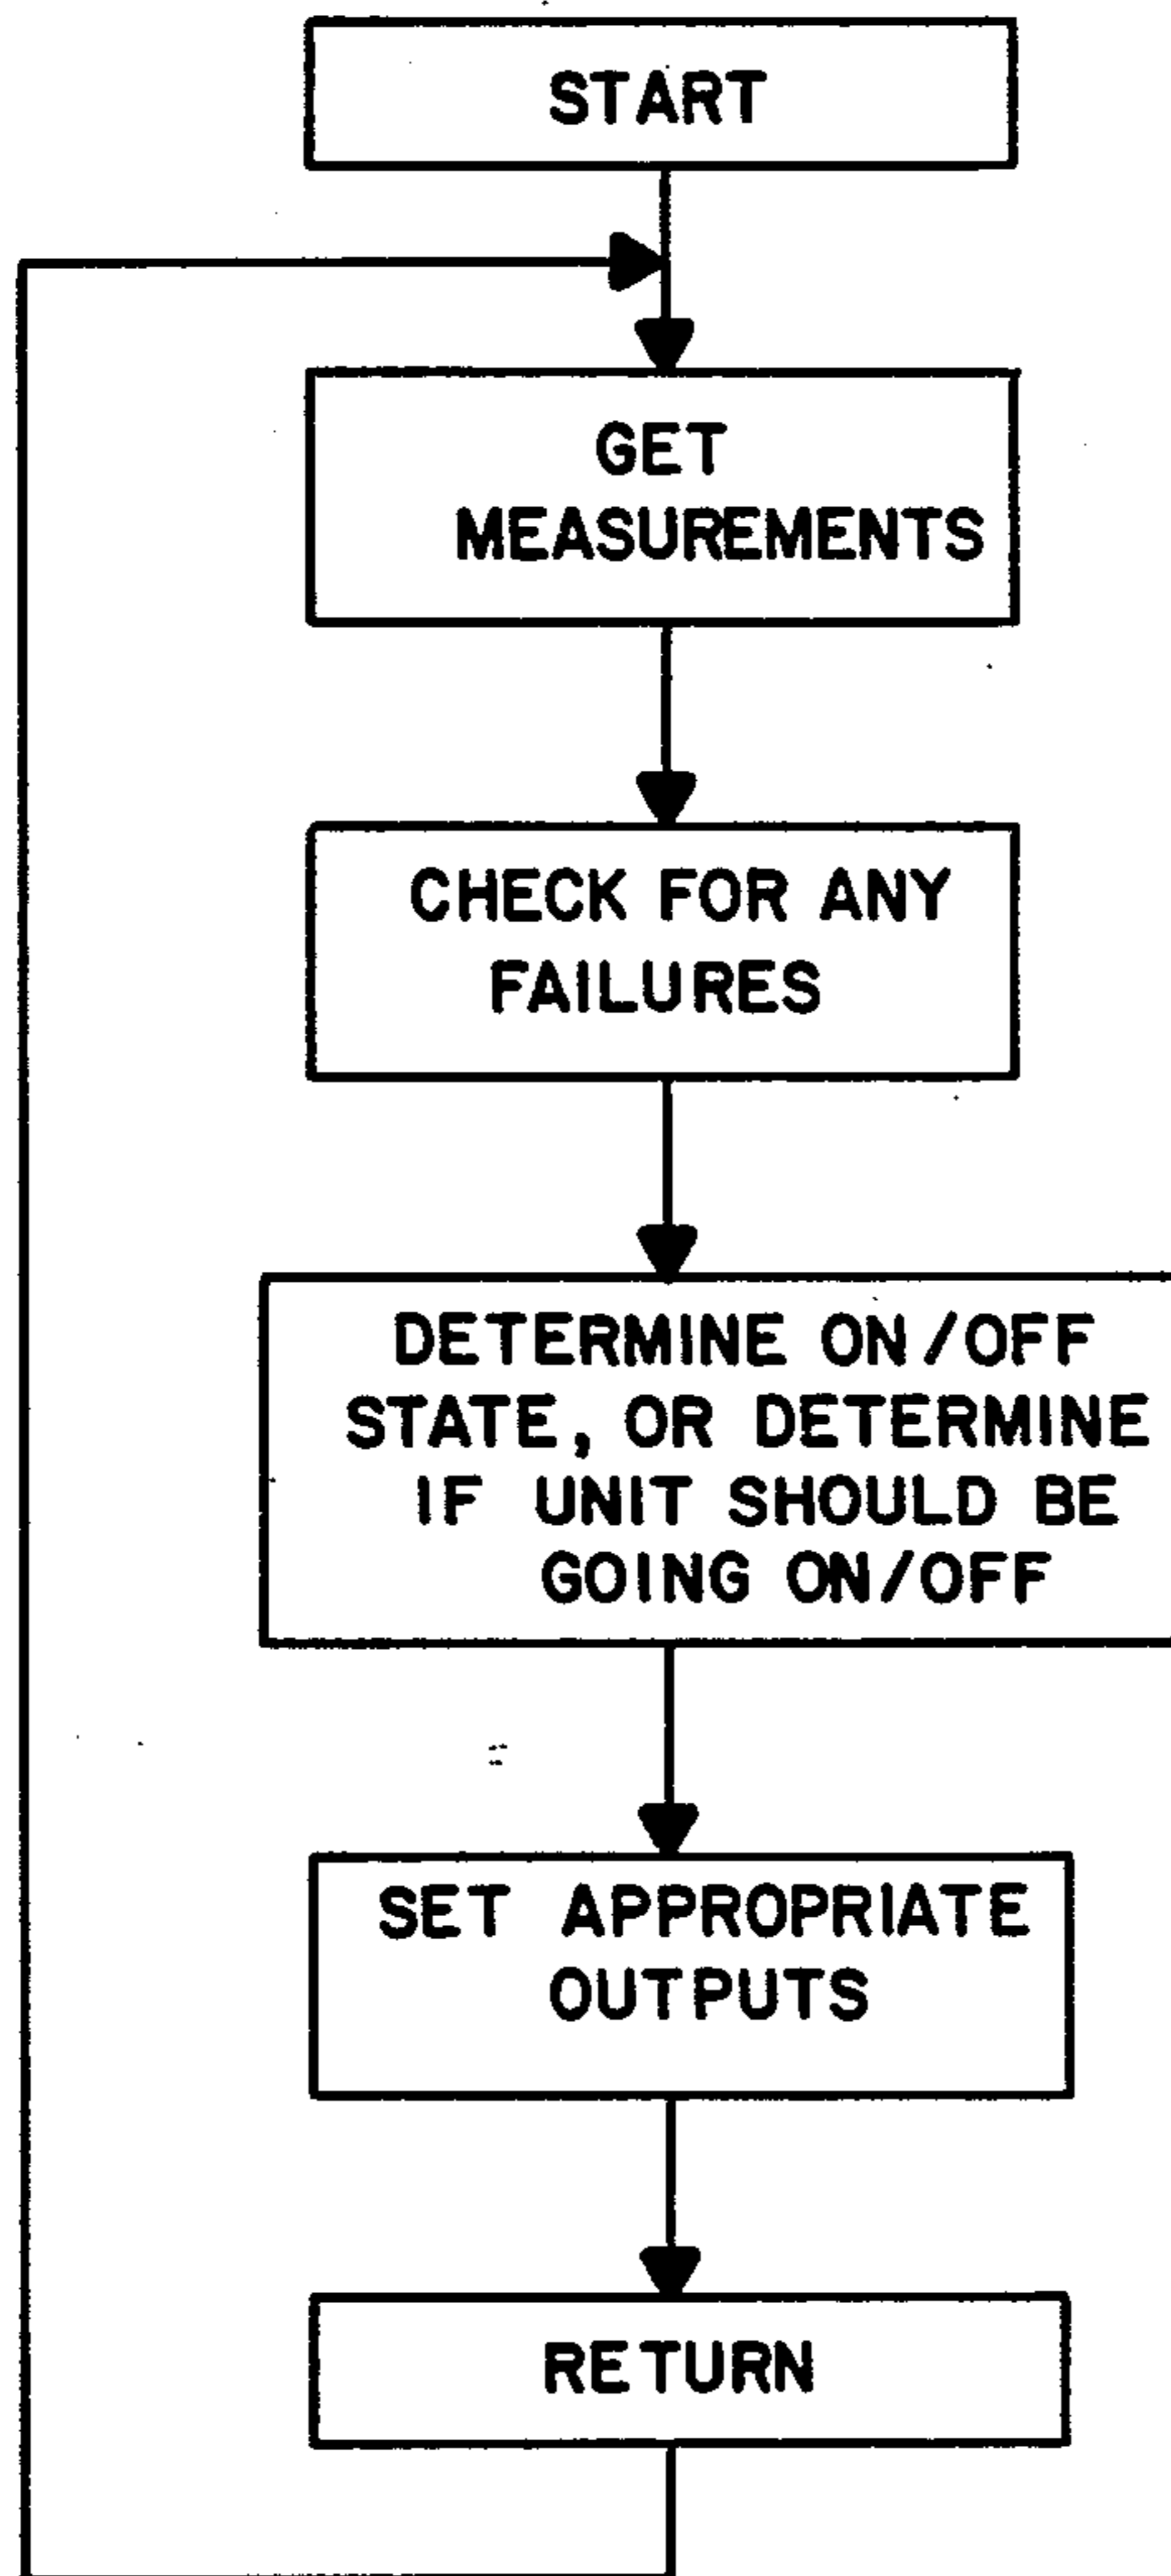 START
GET
MEASUREMENTS
CHECK FOR ANY
FAILURES
DETERMINE ON/OFF
STATE, OR DETERMINE
IF UNIT SHOULD BE
GOING ON/OFF
SET APPROPRIATE
OUTPUTS
RETURN